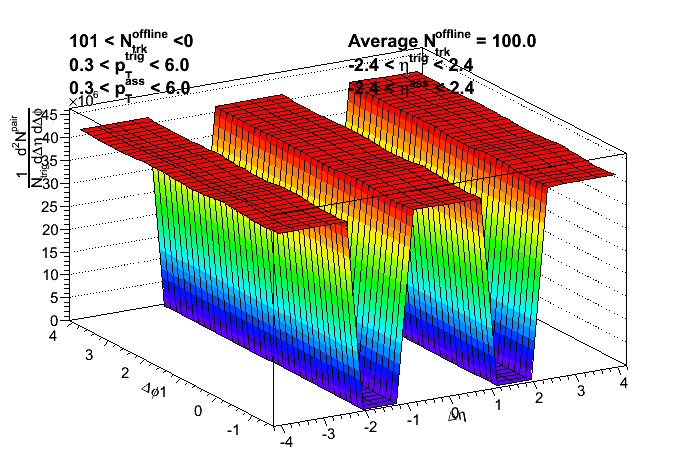 101 < N_trk^offline <0
Average N_trk^offline = 100.0
0.3 < p_T^trig < 6.0
-2.4 < η^trig < 2.4
0.3 < p_T^ass < 6.0
-2.4 < η^ass < 2.4
×10^6
1/N_trig d^2N^pair/dΔη dΔφ
45
40
35
30
25
20
15
10
5
0
4
3
2
Δφ1
0
-1
-4
-3
-2
-1
0
Δη
1
2
3
4